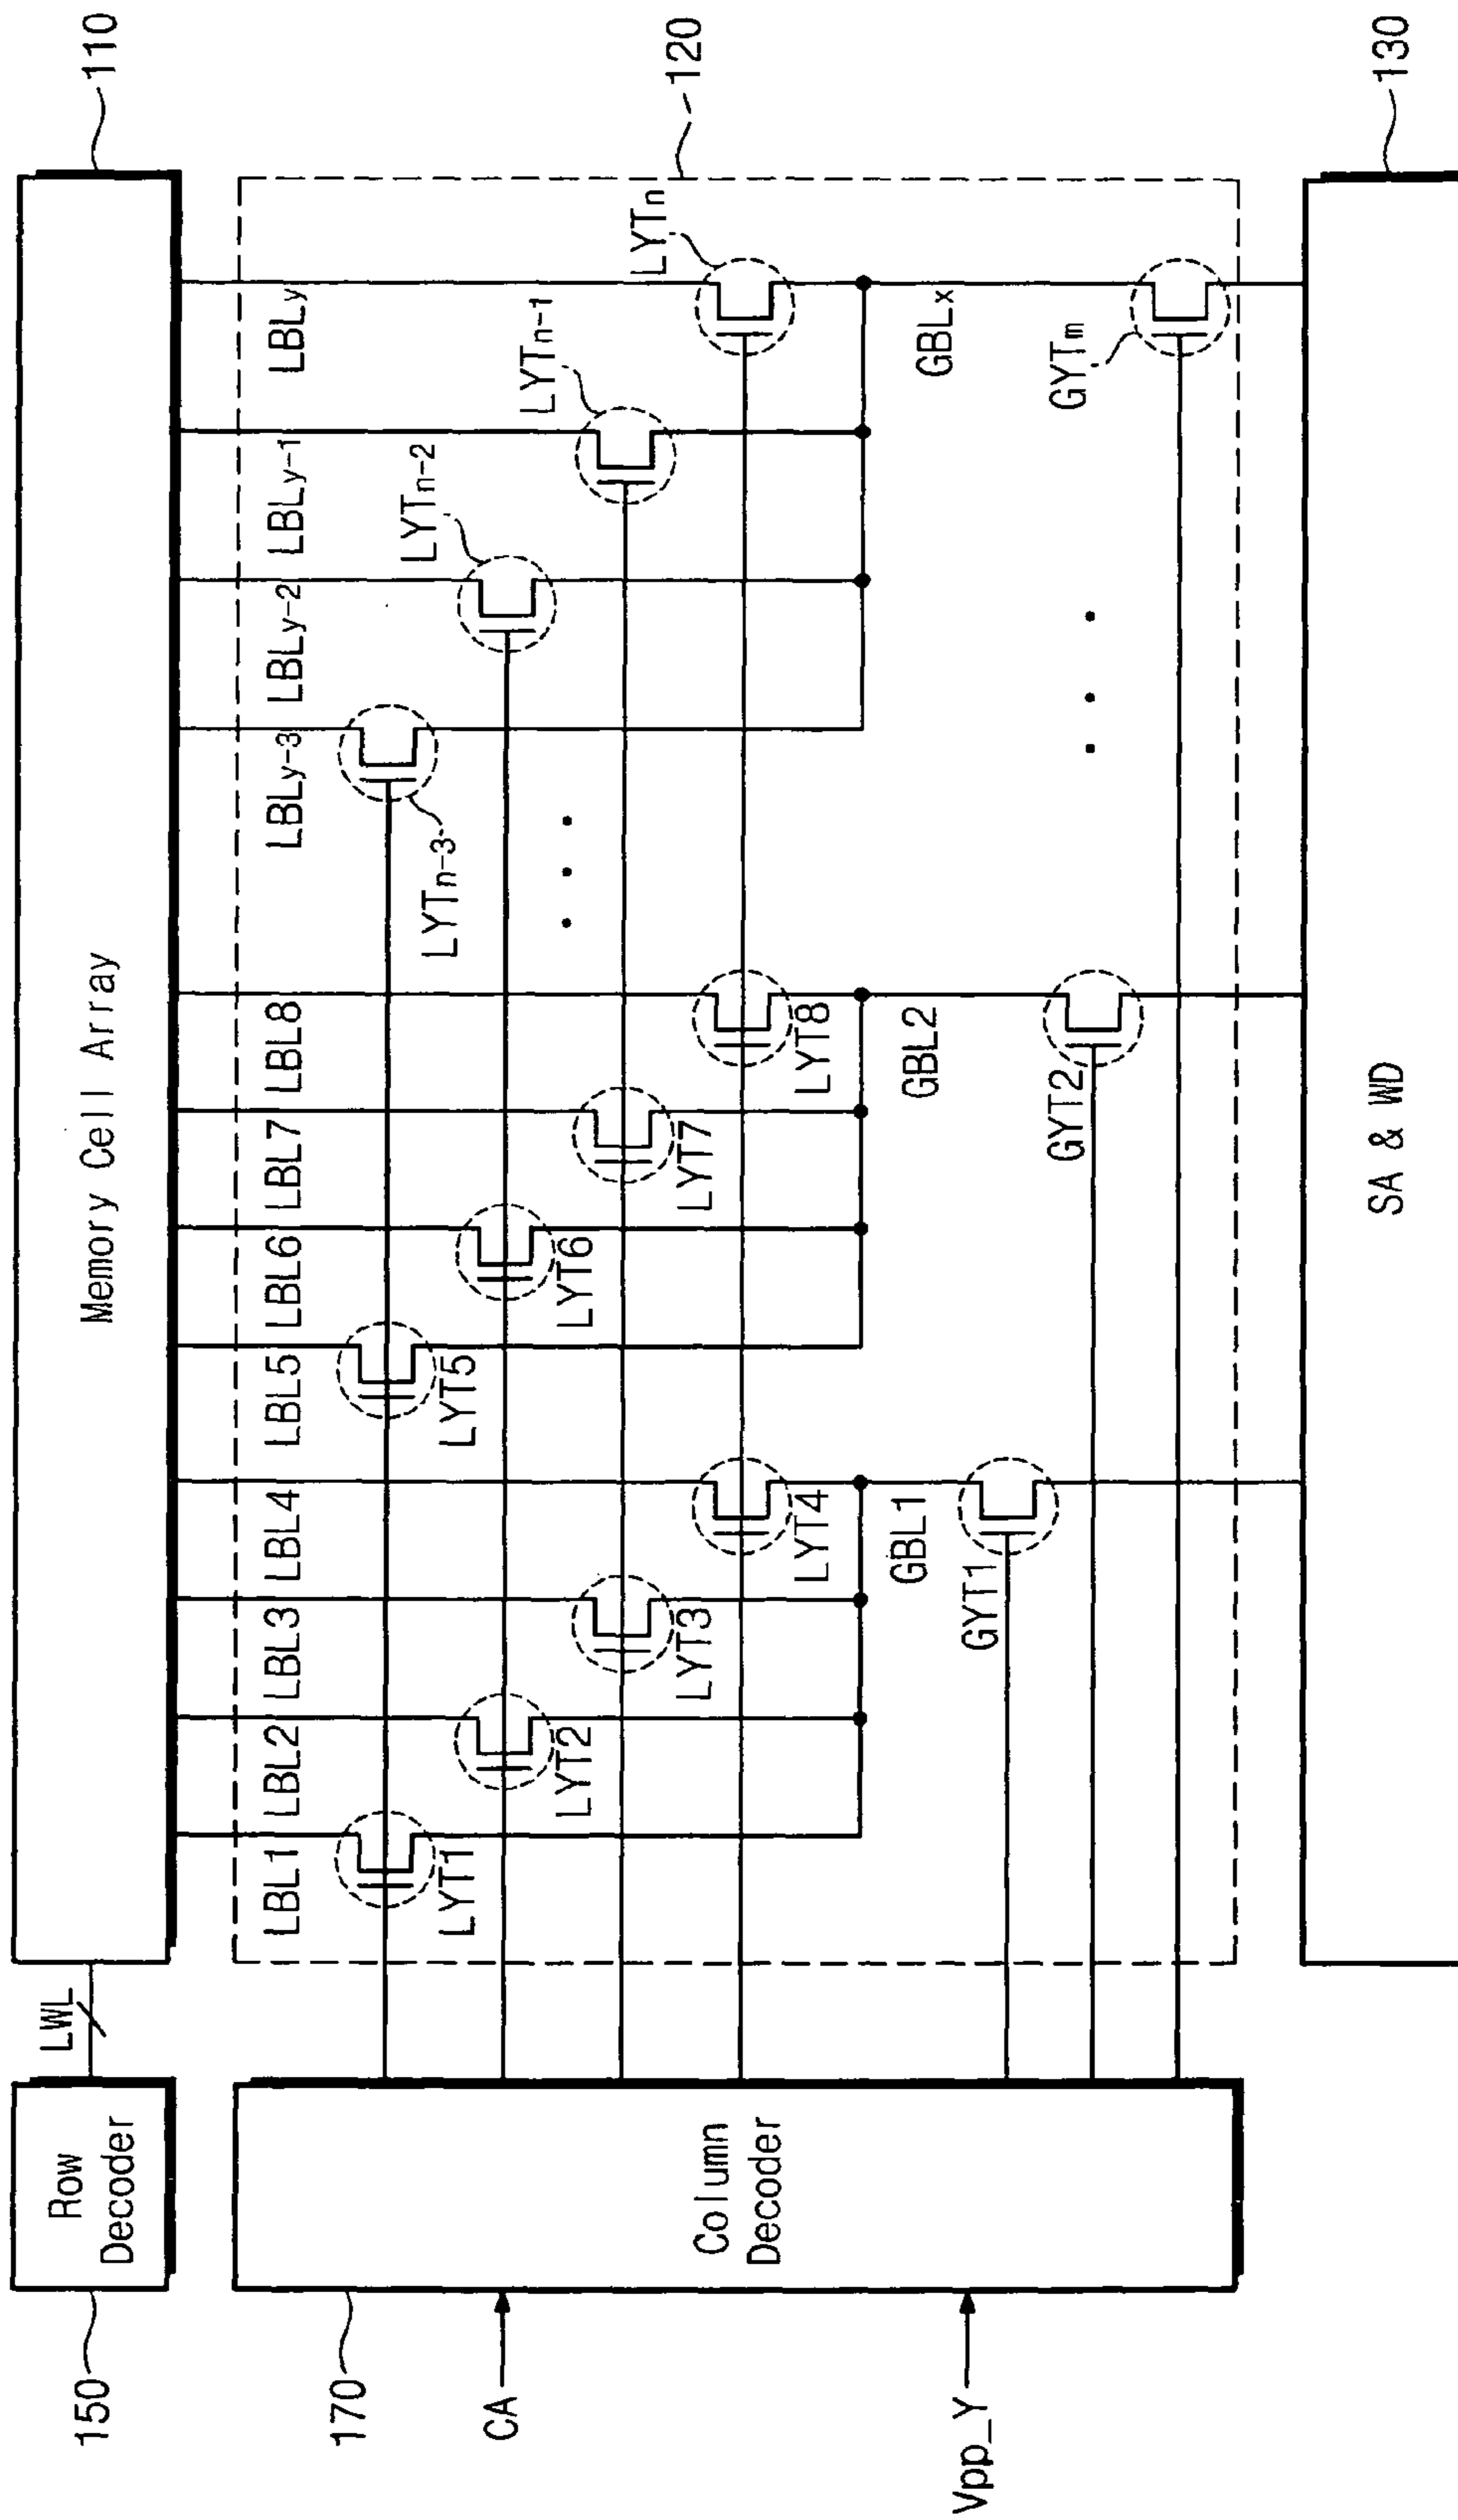 150
Row
Decoder
LWL
Memory Cell Array
110
170
CA
Vpp_Y
Column
Decoder
LBL1
LBL2
LBL3
LBL4
LBL5
LBL6
LBL7
LBL8
LBLy-3
LBLy-2
LBLy-1
LBLy
LYT1
LYT2
LYT3
LYT4
LYT5
LYT6
LYT7
LYT8
LYTn-3
LYTn-2
LYTn-1
LYTn
120
GBL1
GBL2
GBLx
GYT1
GYT2
GYTm
SA & WD
130